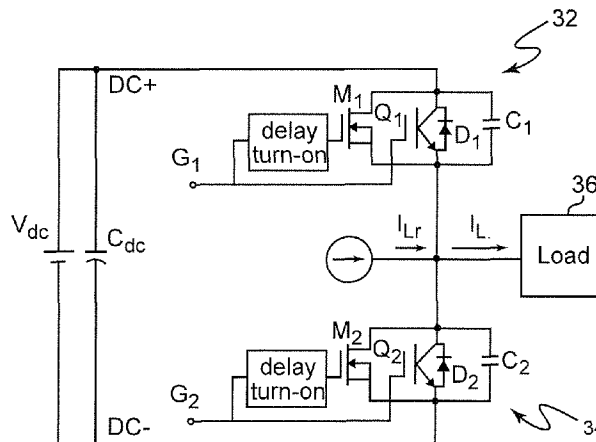 32
DC+
M1
Q1
D1
C1
delay
turn-on
G1
36
Vdc
Cdc
ILr
IL.
Load
M2
Q2
D2
C2
delay
turn-on
G2
DC-